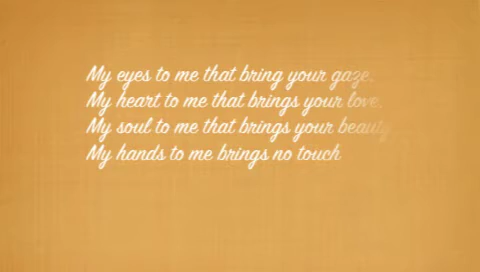 My eyes to me that bring your gaze.
My heart to me that brings your love.
My soul to me that brings your beauty
My hands to me brings no touch